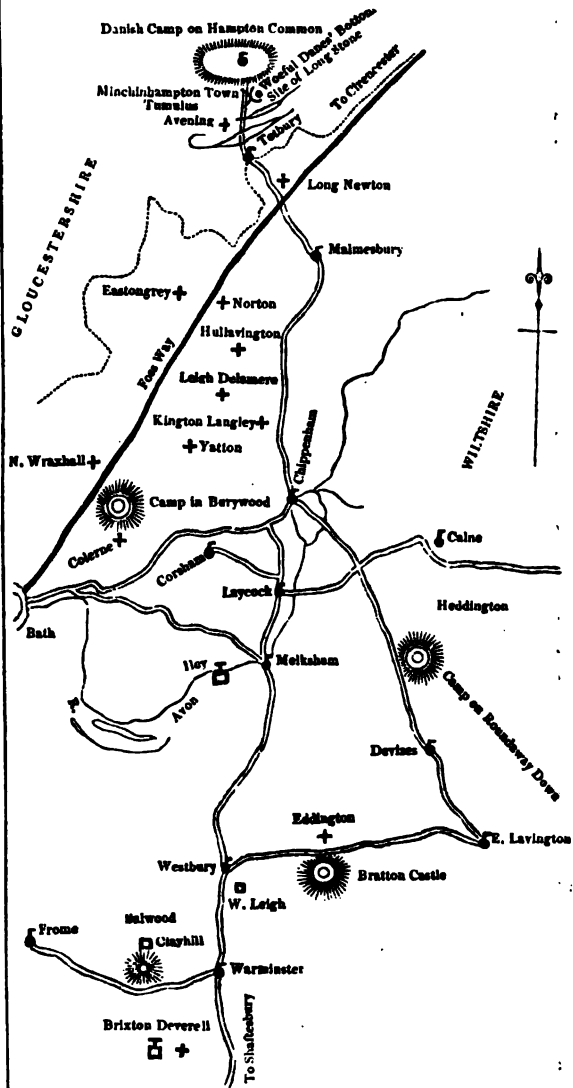 Danish Camp on Hampton Common
Woeful Danes' Bottom
Site of Long Stone
Minchinhampton Town
Tumulus
Avening
To Cirencester
Tetbury
Long Newton
GLOUCESTERSHIRE
Malmesbury
Eastongrey
Norton
Hullavington
Foss Way
Leigh Delamere
Kington Langley
Yatton
Chippenham
WILTSHIRE
N. Wraxhall
Camp in Berywood
Colerne
Corsham
Calne
Laycock
Heddington
Bath
Iley
Melksham
R.
Avon
Camp on Roundaway Down
Devizes
Eddington
E. Lavington
Westbury
Bratton Castle
W. Leigh
Frome
Selwood
Clayhill
Warminster
Brixton Deverell
To Shaftesbury